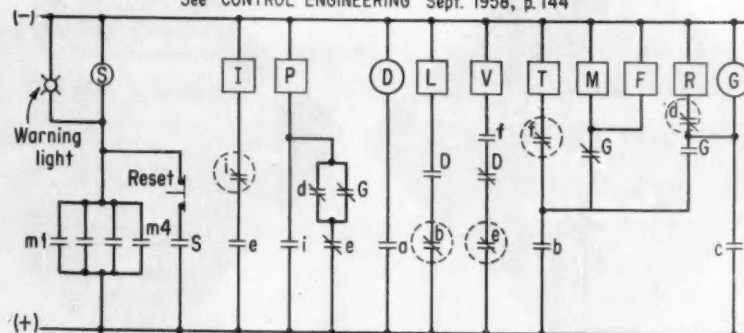 See CONTROL ENGINEERING Sept. 1958, p.144
(-)
S I P D L V T M F R G
Warning light
Reset
i d G D f D f G d G
m1 m4 S e i e a b e b c
(+)